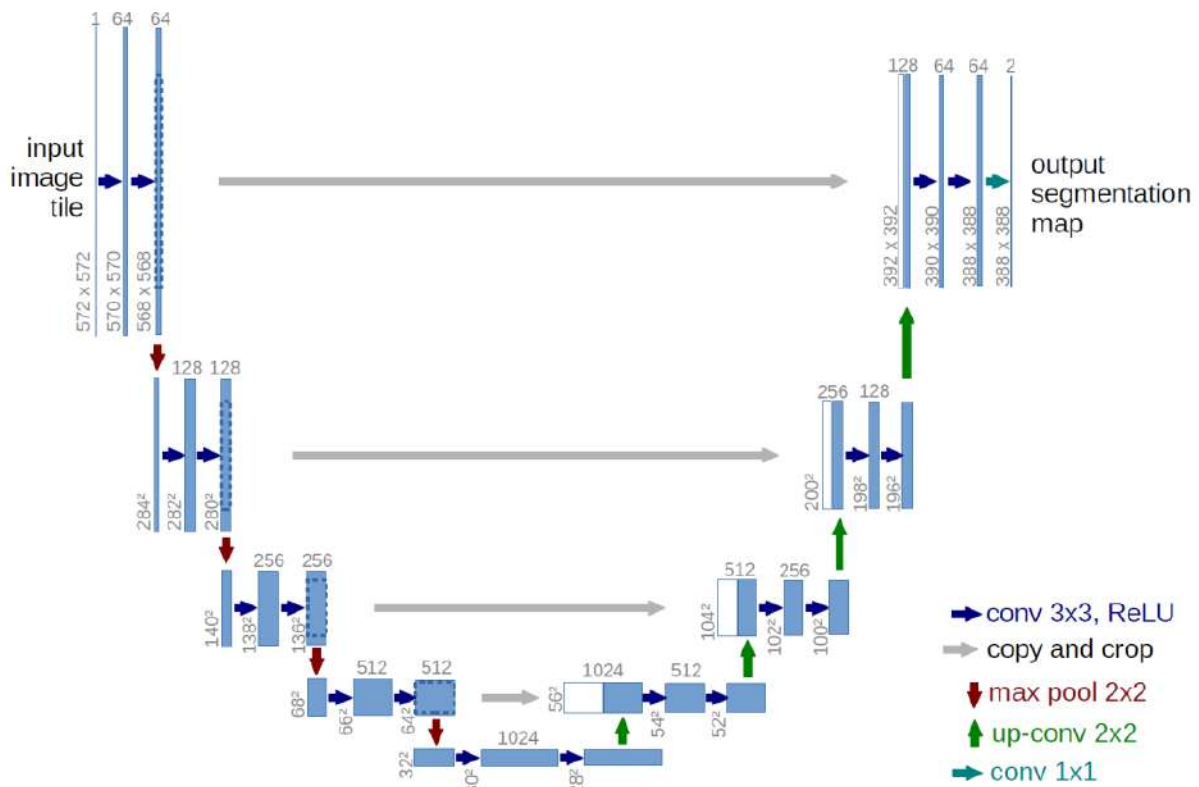 1 64 64
128 64 64 2
input
image
tile
output
segmentation
map
572 x 572
570 x 570
568 x 568
392 x 392
390 x 390
388 x 388
388 x 388
128 128
256 128
284²
282²
280²
200²
198²
196²
256 256
512 256
140²
138²
136²
104²
102²
100²
512 512
1024 512
68²
66²
64²
56²
54²
52²
1024
32²
conv 3x3, ReLU
copy and crop
max pool 2x2
up-conv 2x2
conv 1x1